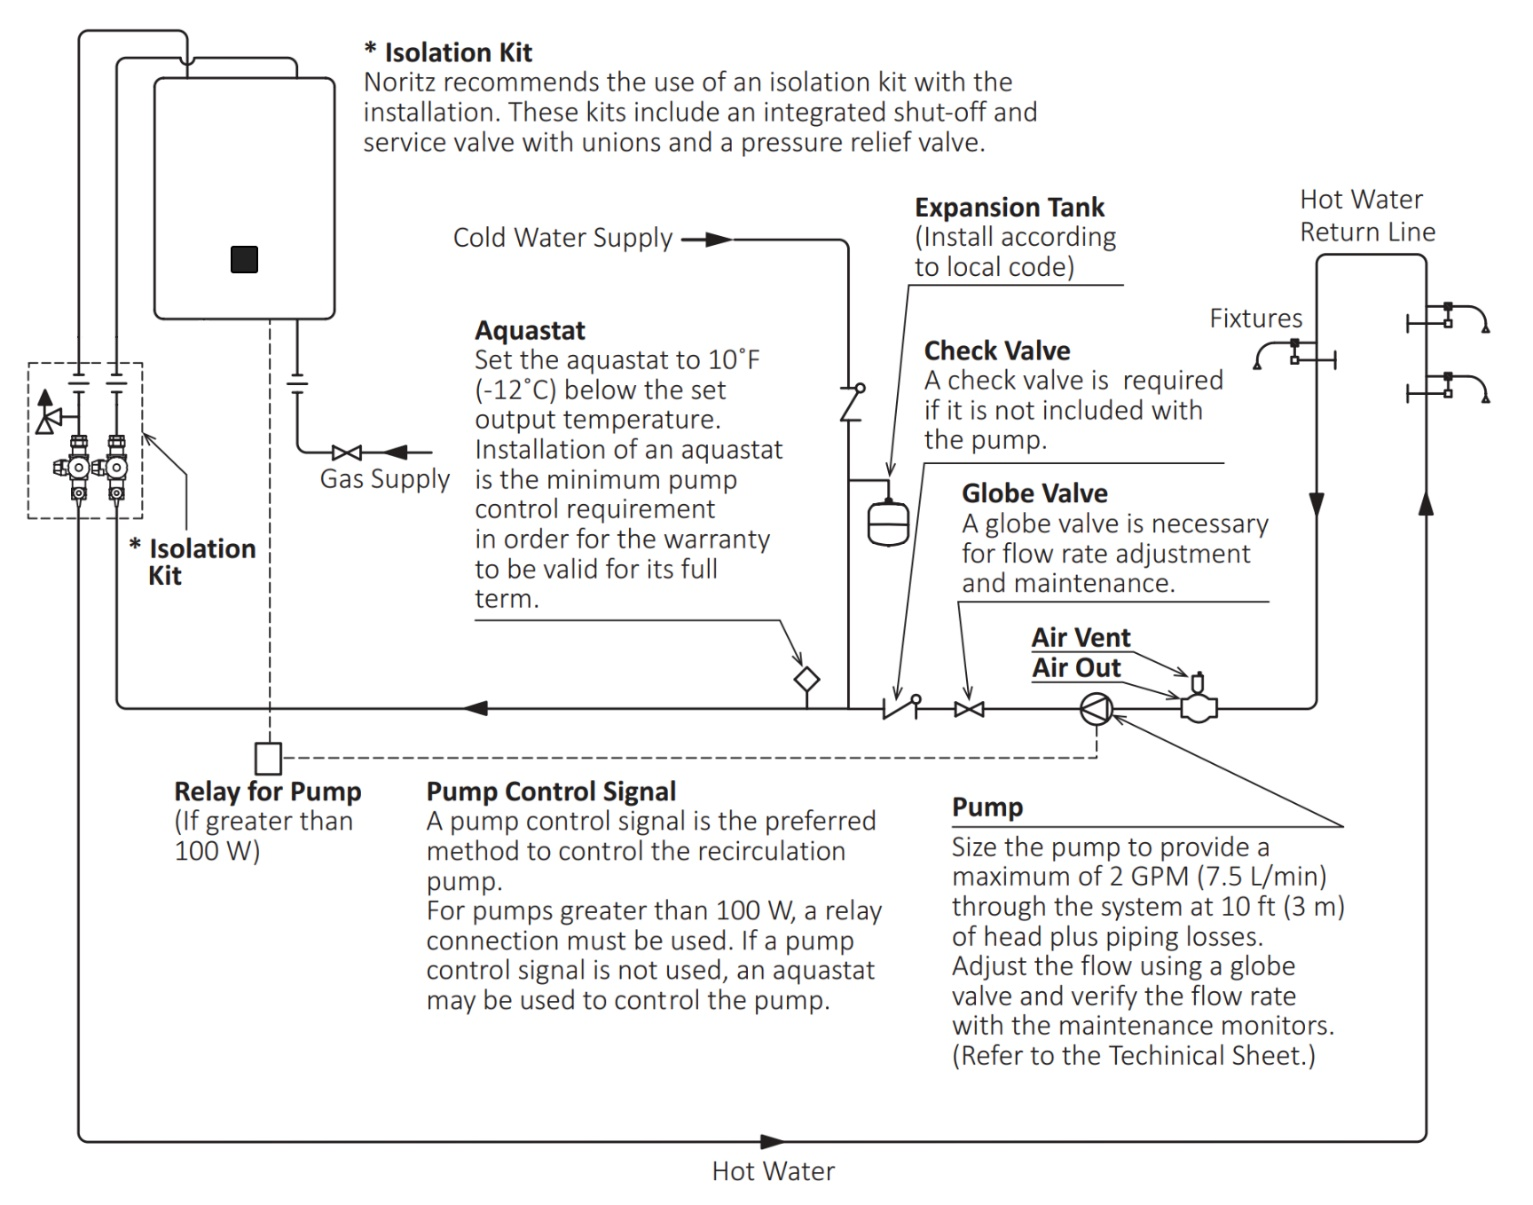 * Isolation Kit
Noritz recommends the use of an isolation kit with the
installation. These kits include an integrated shut-off and
service valve with unions and a pressure relief valve.
Cold Water Supply
Expansion Tank
(Install according
to local code)
Hot Water
Return Line
Fixtures
Aquastat
Set the aquastat to 10˚F
(-12˚C) below the set
output temperature.
Installation of an aquastat
is the minimum pump
control requirement
in order for the warranty
to be valid for its full
term.
Check Valve
A check valve is required
if it is not included with
the pump.
Gas Supply
Globe Valve
A globe valve is necessary
for flow rate adjustment
and maintenance.
* Isolation
Kit
Air Vent
Air Out
Relay for Pump
(If greater than
100 W)
Pump Control Signal
A pump control signal is the preferred
method to control the recirculation
pump.
For pumps greater than 100 W, a relay
connection must be used. If a pump
control signal is not used, an aquastat
may be used to control the pump.
Pump
Size the pump to provide a
maximum of 2 GPM (7.5 L/min)
through the system at 10 ft (3 m)
of head plus piping losses.
Adjust the flow using a globe
valve and verify the flow rate
with the maintenance monitors.
(Refer to the Techinical Sheet.)
Hot Water